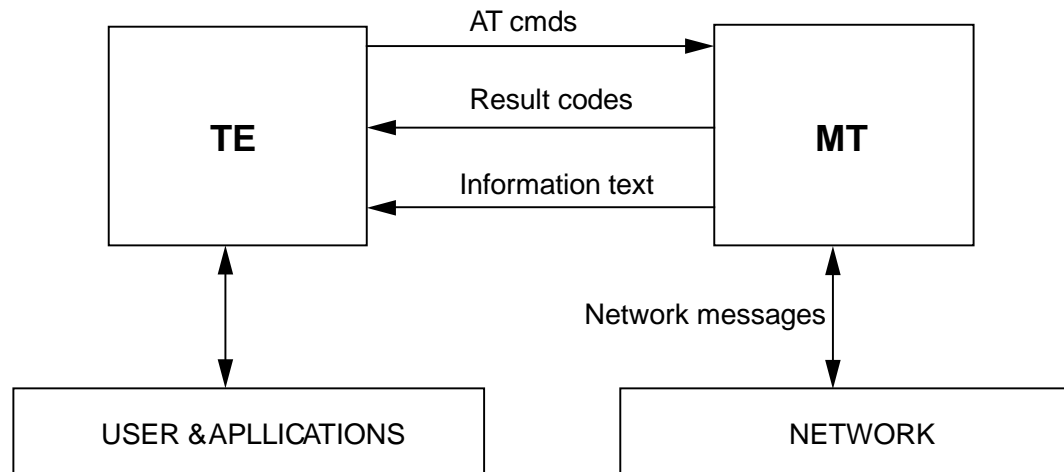 AT cmds
Result codes
TE
MT
Information text
Network messages
USER & APLLICATIONS
NETWORK